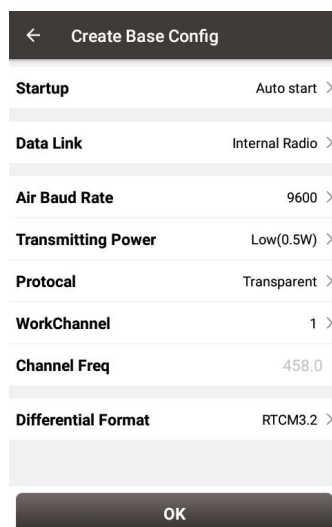 Create Base Config
Startup Auto start
Data Link Internal Radio
Air Baud Rate 9600
Transmitting Power Low(0.5W)
Protocal Transparent
WorkChannel 1
Channel Freq 458.0
Differential Format RTCM3.2
OK